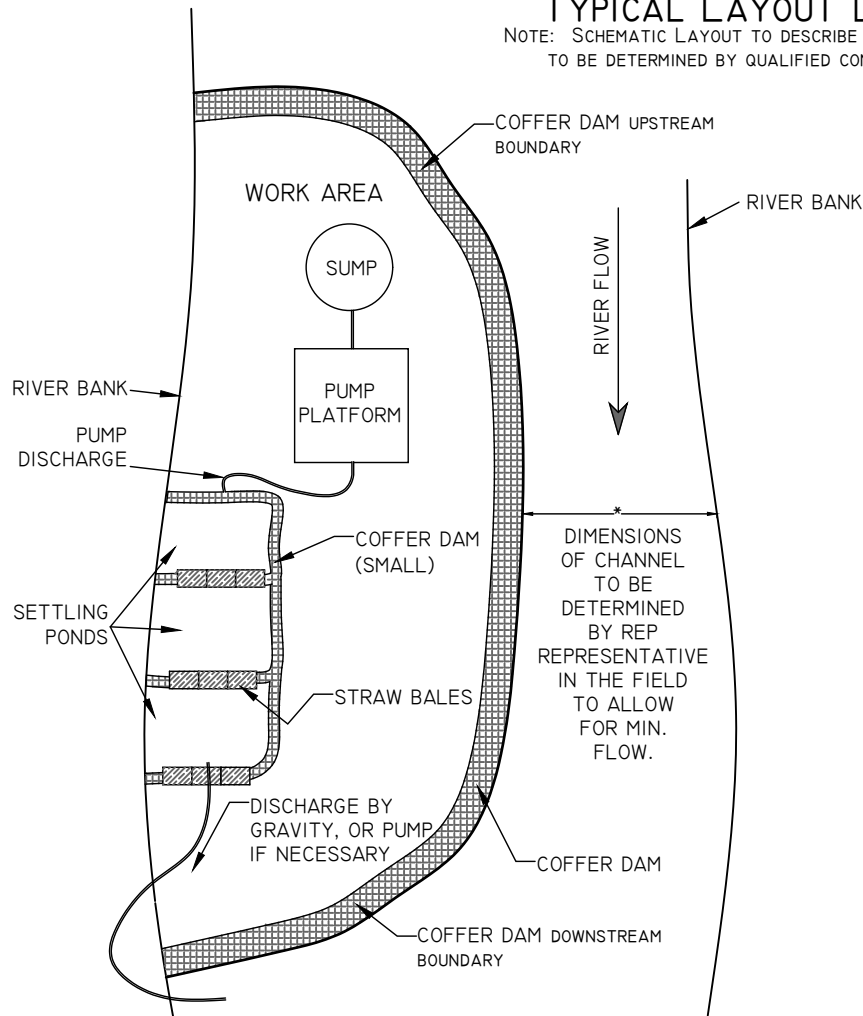 TYPICAL LAYOUT
NOTE: SCHEMATIC LAYOUT TO DESCRIBE
TO BE DETERMINED BY QUALIFIED
COFFER DAM UPSTREAM
BOUNDARY
WORK AREA
RIVER BANK
SUMP
RIVER FLOW
RIVER BANK
PUMP
PLATFORM
PUMP
DISCHARGE
*
COFFER DAM
(SMALL)
DIMENSIONS
OF CHANNEL
TO BE
DETERMINED
BY REP
REPRESENTATIVE
IN THE FIELD
TO ALLOW
FOR MIN.
FLOW.
SETTLING
PONDS
STRAW BALES
DISCHARGE BY
GRAVITY, OR PUMP
IF NECESSARY
COFFER DAM
COFFER DAM DOWNSTREAM
BOUNDARY